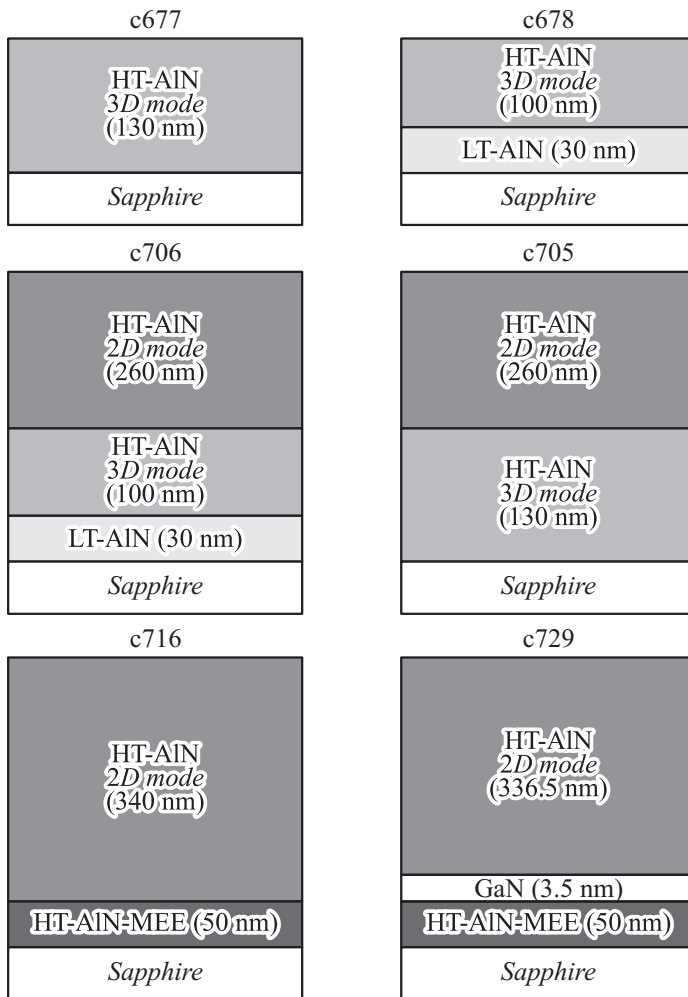 c677
HT-AlN
3D mode
(130 nm)
Sapphire
c678
HT-AlN
3D mode
(100 nm)
LT-AlN (30 nm)
Sapphire
c706
HT-AlN
2D mode
(260 nm)
HT-AlN
3D mode
(100 nm)
LT-AlN (30 nm)
Sapphire
c705
HT-AlN
2D mode
(260 nm)
HT-AlN
3D mode
(130 nm)
Sapphire
c716
HT-AlN
2D mode
(340 nm)
HT-AlN-MEE (50 nm)
Sapphire
c729
HT-AlN
2D mode
(336.5 nm)
GaN (3.5 nm)
HT-AlN-MEE (50 nm)
Sapphire